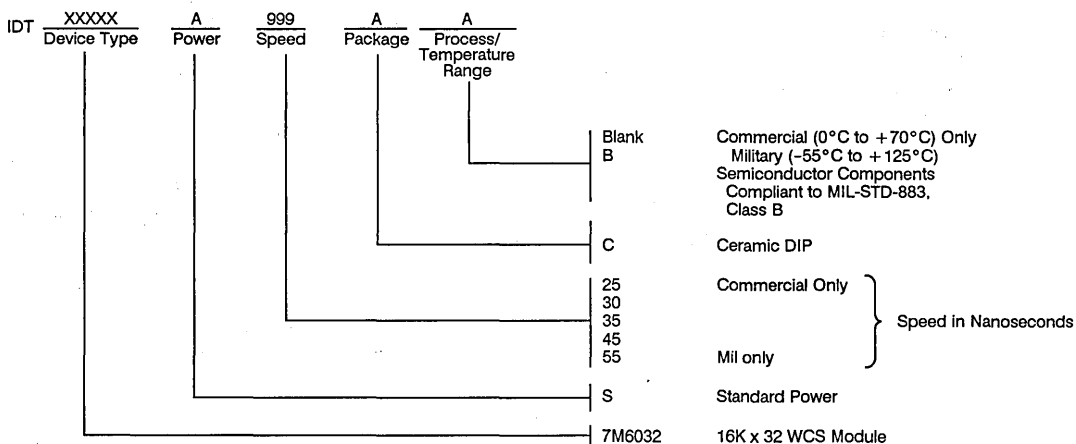 IDT XXXXX A 999 A A
Device Type Power Speed Package Process/
Temperature
Range
Blank Commercial (0°C to +70°C) Only
B Military (-55°C to +125°C)
Semiconductor Components
Compliant to MIL-STD-883,
Class B
C Ceramic DIP
25 Commercial Only
30
35 Speed in Nanoseconds
45
55 Mil only
S Standard Power
7M6032 16K x 32 WCS Module